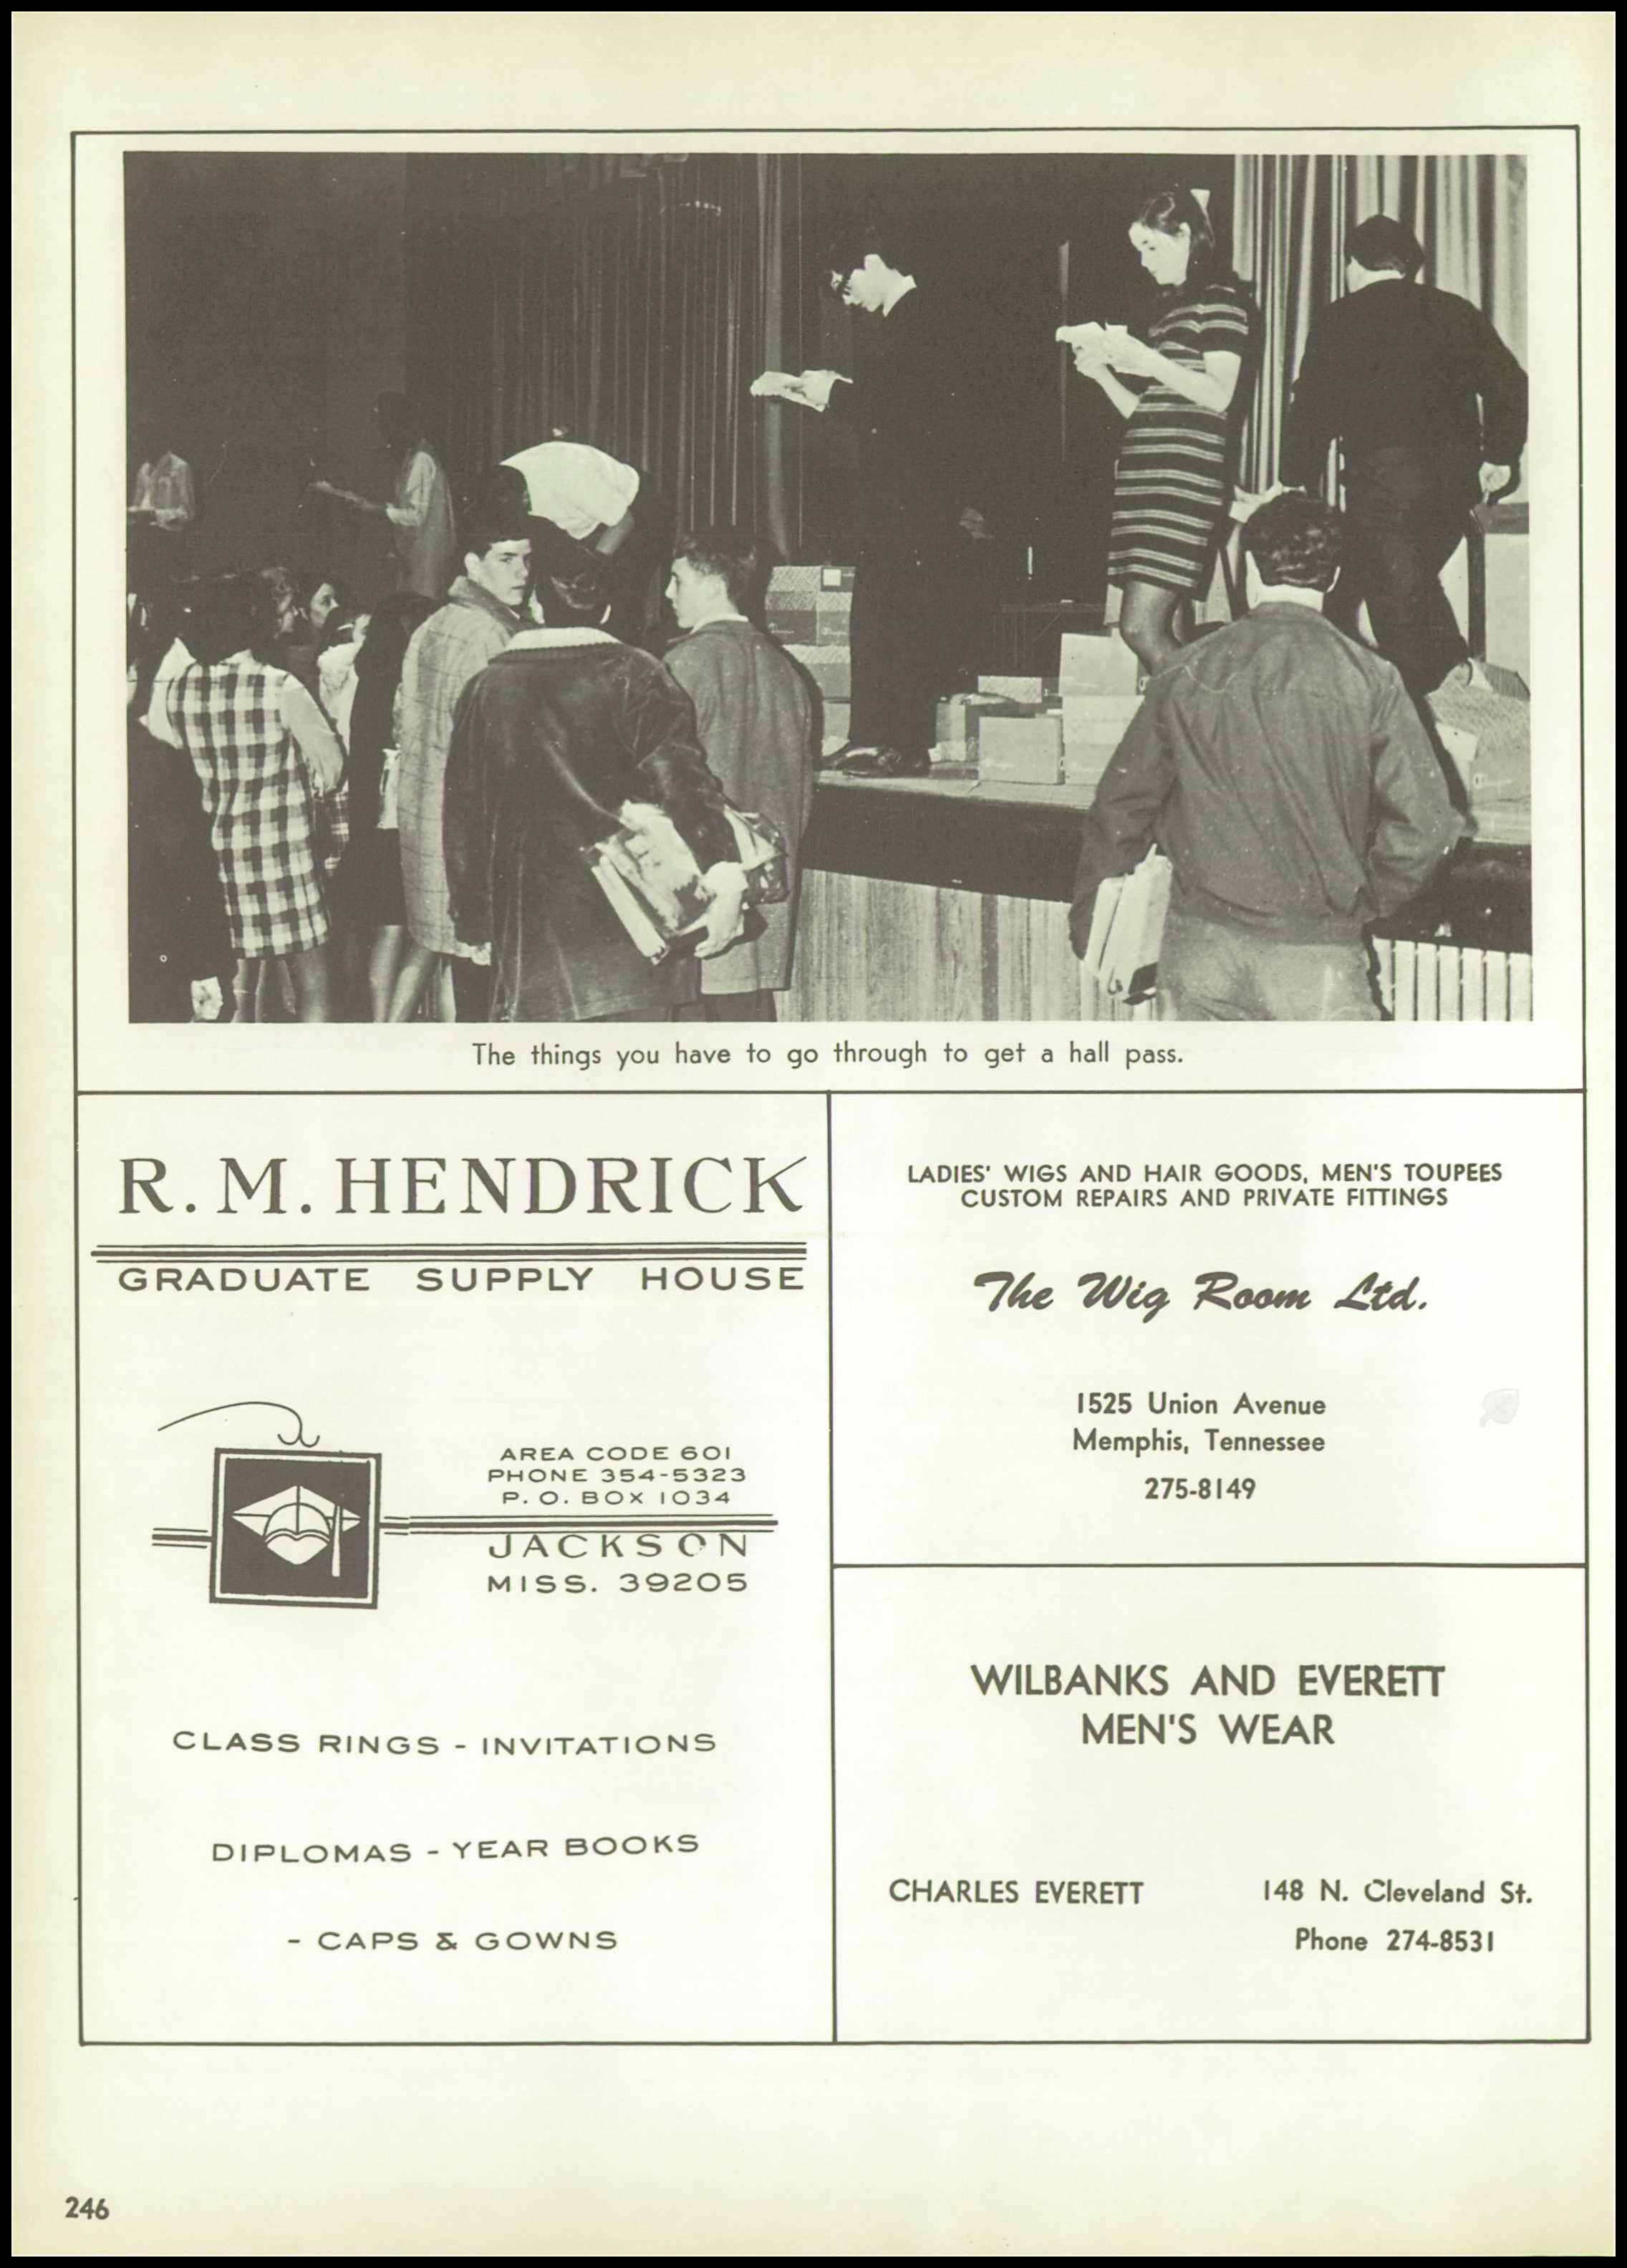 The things you have to go through to get a hall pass.
R. M. HENDRICK
GRADUATE SUPPLY HOUSE
AREA CODE 601
PHONE 354-5323
P. O. BOX 1034
JACKSON
MISS. 39205
CLASS RINGS - INVITATIONS
DIPLOMAS - YEAR BOOKS
- CAPS & GOWNS
LADIES' WIGS AND HAIR GOODS, MEN'S TOUPEES
CUSTOM REPAIRS AND PRIVATE FITTINGS
The Wig Room Ltd.
1525 Union Avenue
Memphis, Tennessee
275-8149
WILBANKS AND EVERETT
MEN'S WEAR
CHARLES EVERETT
148 N. Cleveland St.
Phone 274-8531
246